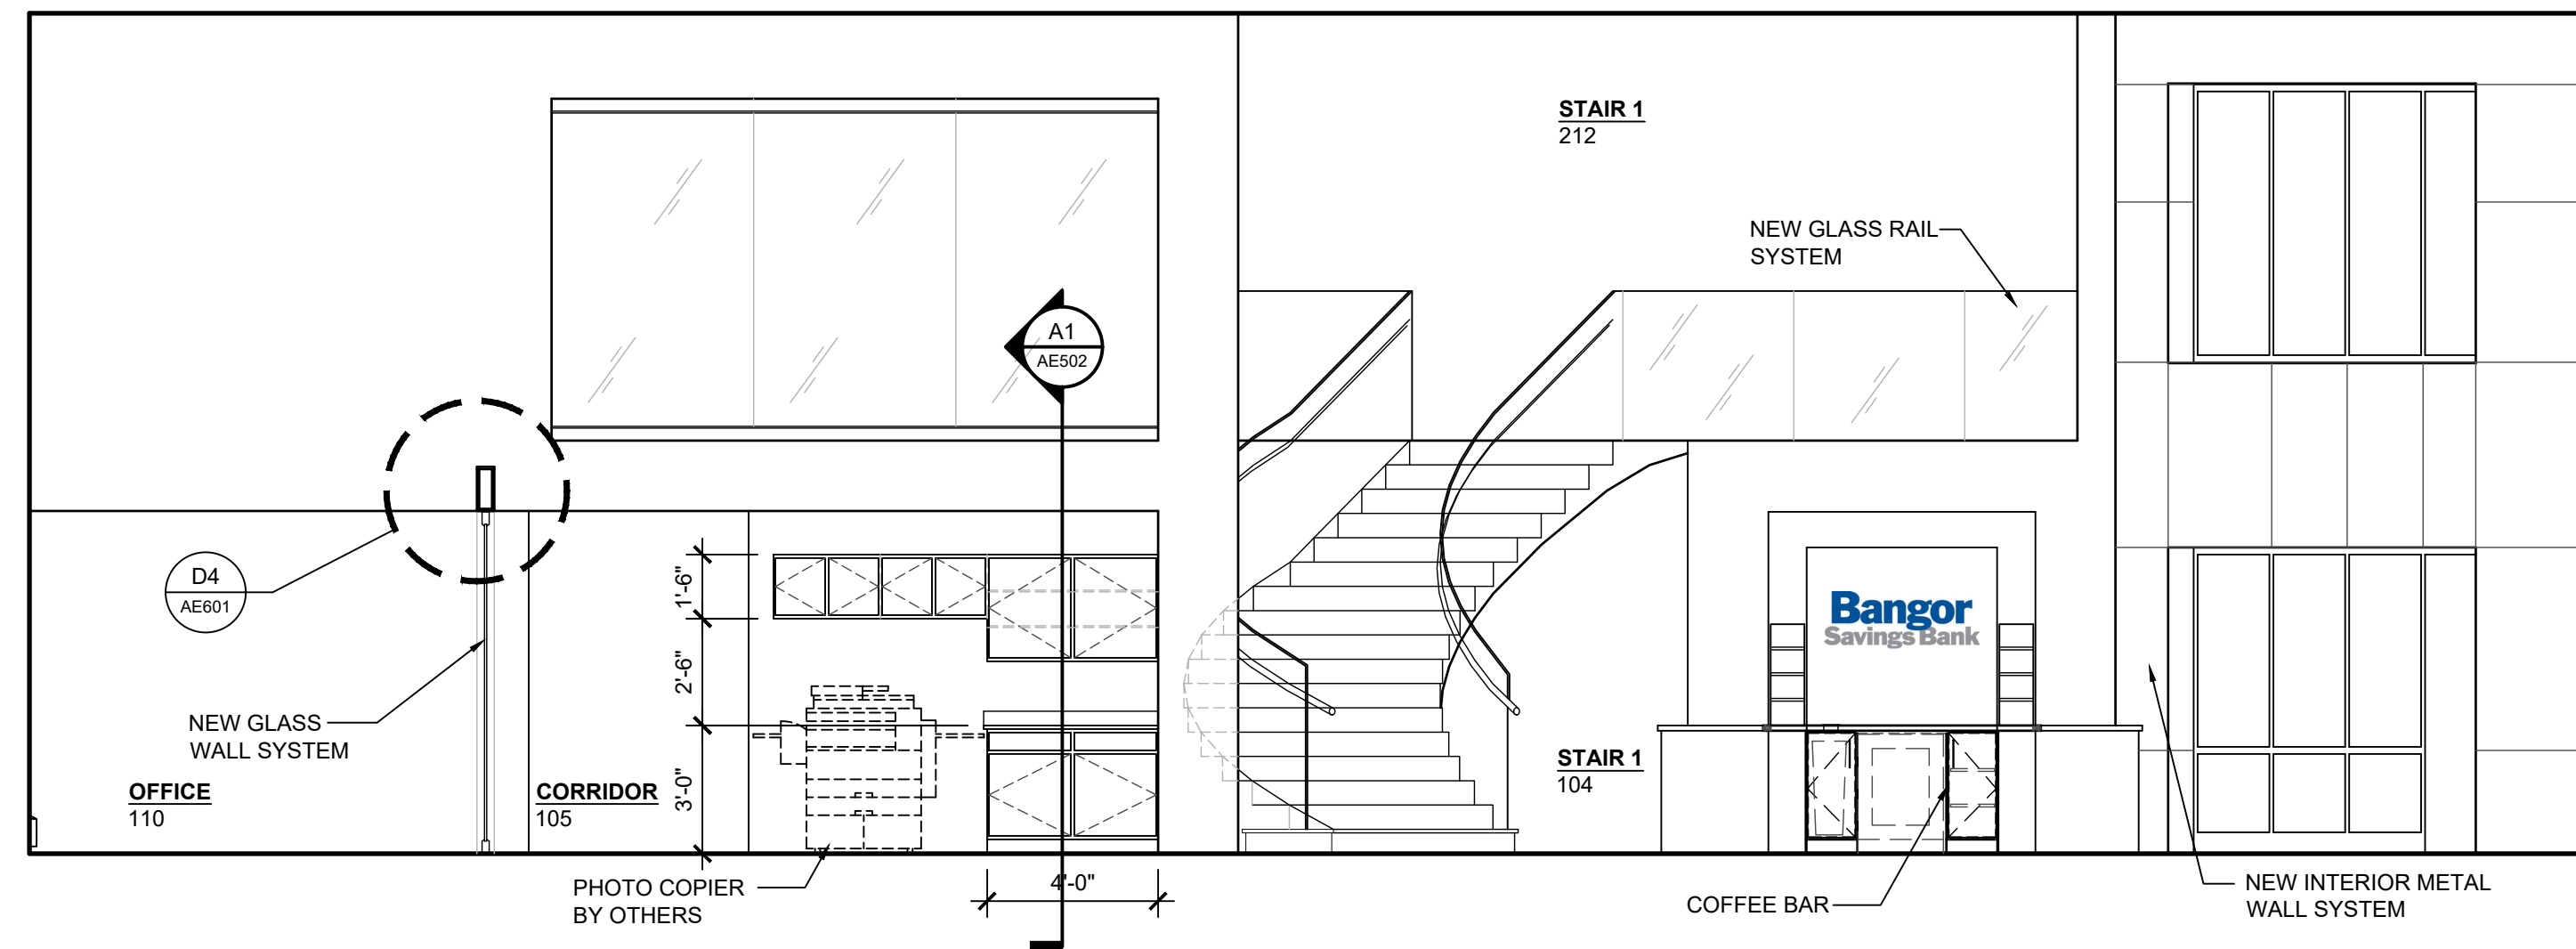 STAIR 1
212
NEW GLASS RAIL
SYSTEM
A1
AE502
D4
AE601
1'-6"
2'-6"
3'-0"
Bangor
Savings Bank
NEW GLASS
WALL SYSTEM
OFFICE
110
CORRIDOR
105
STAIR 1
104
PHOTO COPIER
BY OTHERS
4'-0"
COFFEE BAR
NEW INTERIOR METAL
WALL SYSTEM